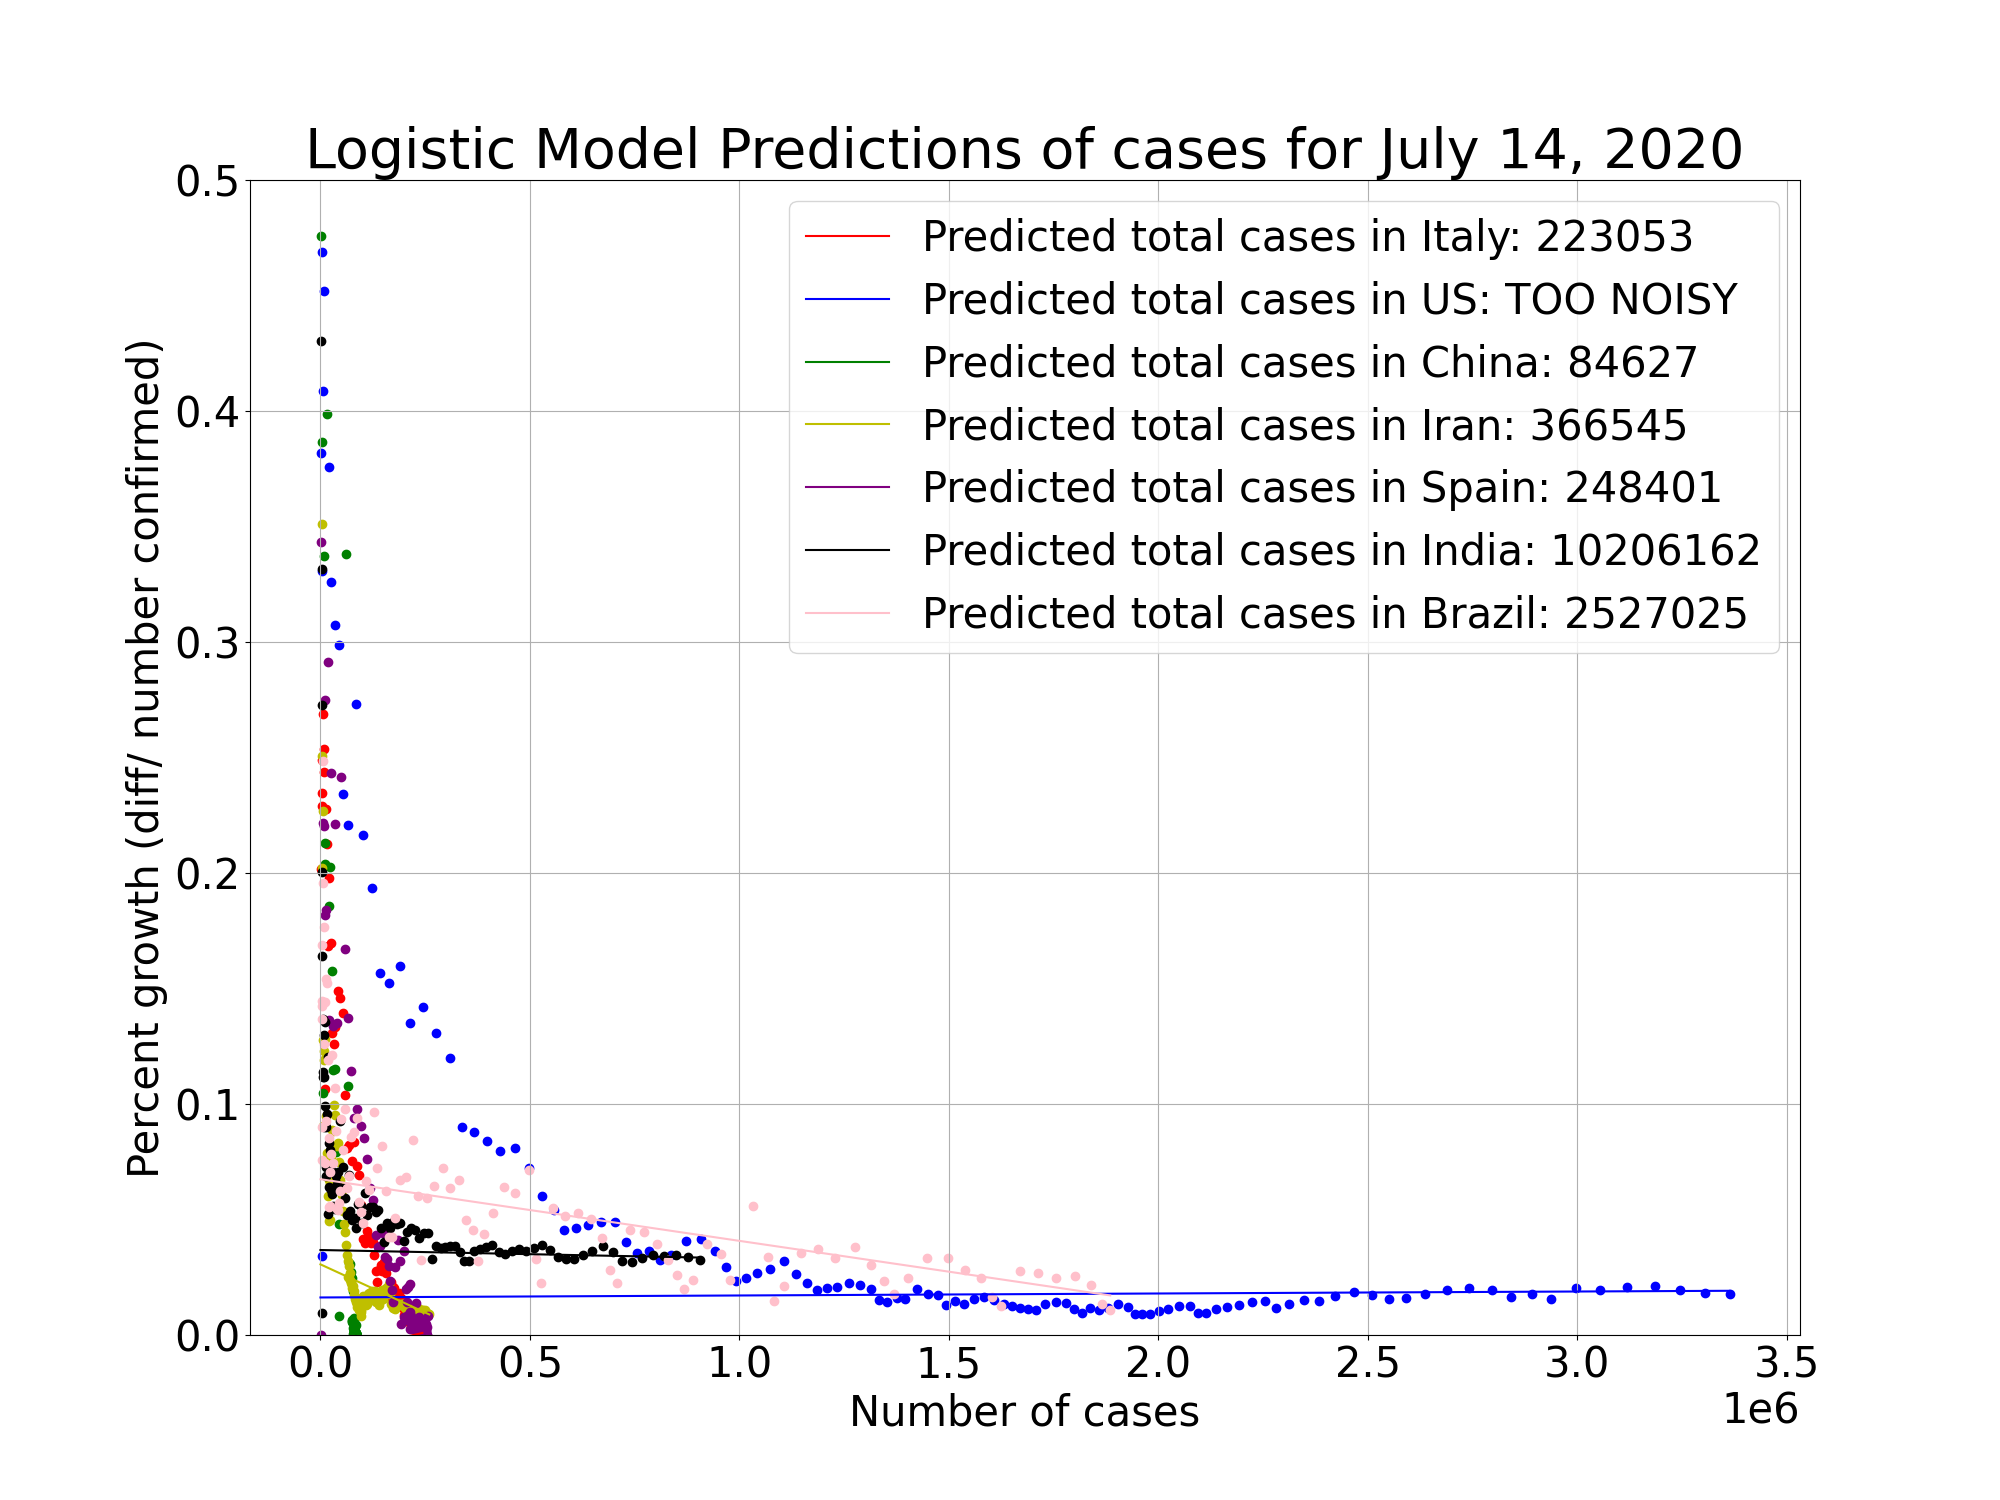 Logistic Model Predictions of cases for July 14, 2020
Percent growth (diff/ number confirmed)
0.5
0.4
0.3
0.2
0.1
0.0
Predicted total cases in Italy: 223053
Predicted total cases in US: TOO NOISY
Predicted total cases in China: 84627
Predicted total cases in Iran: 366545
Predicted total cases in Spain: 248401
Predicted total cases in India: 10206162
Predicted total cases in Brazil: 2527025
0.0 0.5 1.0 1.5 2.0 2.5 3.0 3.5
Number of cases
1e6